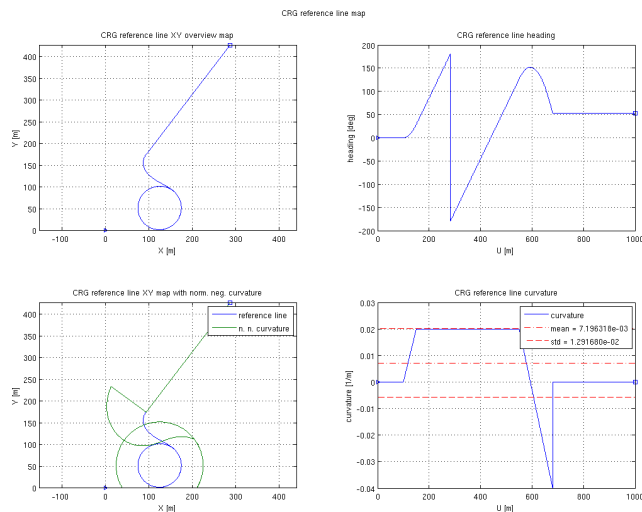 CRG reference line map
CRG reference line XY overview map
400
350
300
250
200
150
100
50
0
Y [m]
-100 0 100 200 300 400
X [m]
CRG reference line heading
200
150
100
50
0
-50
-100
-150
-200
heading [deg]
0 200 400 600 800 1000
U [m]
CRG reference line XY map with norm. neg. curvature
reference line
n. n. curvature
400
350
300
250
200
150
100
50
0
Y [m]
-100 0 100 200 300 400
X [m]
CRG reference line curvature
curvature
mean = 7.196318e-03
std = 1.291680e-02
0.03
0.02
0.01
0
-0.01
-0.02
-0.03
-0.04
curvature [1/m]
0 200 400 600 800 1000
U [m]